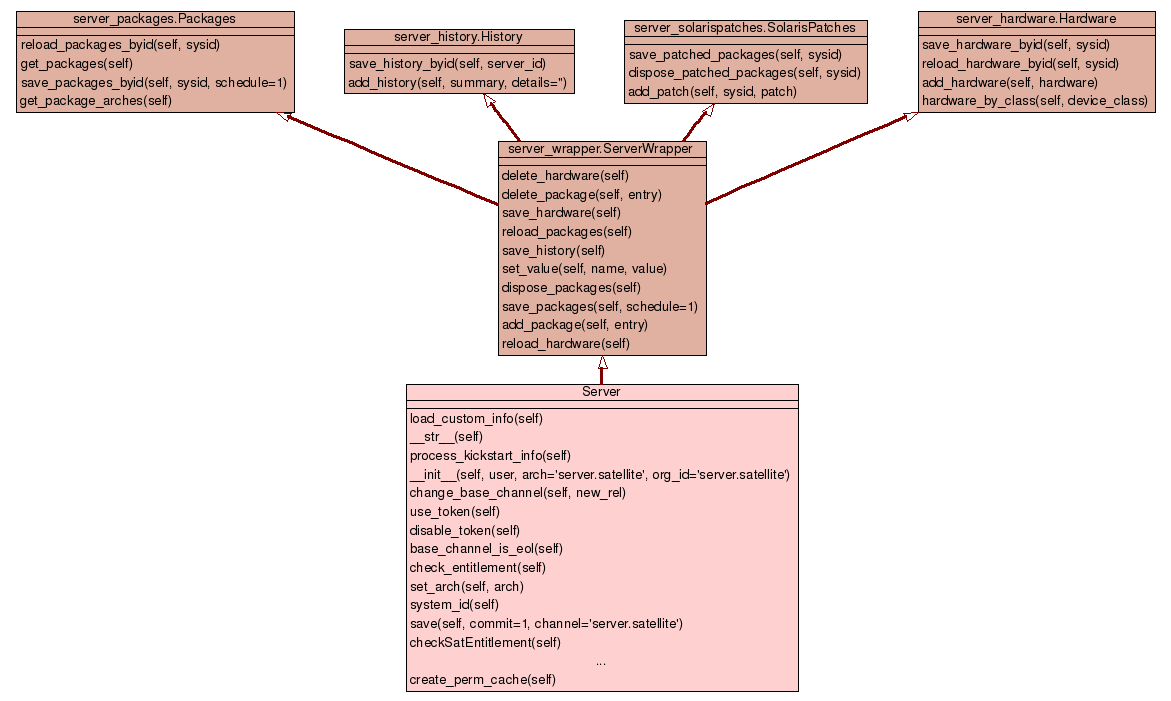 server_packages.Packages
reload_packages_byid(self, sysid)
get_packages(self)
save_packages_byid(self, sysid, schedule=1)
get_package_arches(self)
server_history.History
save_history_byid(self, server_id)
add_history(self, summary, details='')
server_solarispatches.SolarisPatches
save_patched_packages(self, sysid)
dispose_patched_packages(self, sysid)
add_patch(self, sysid, patch)
server_hardware.Hardware
save_hardware_byid(self, sysid)
reload_hardware_byid(self, sysid)
add_hardware(self, hardware)
hardware_by_class(self, device_class)
server_wrapper.ServerWrapper
delete_hardware(self)
delete_package(self, entry)
save_hardware(self)
reload_packages(self)
save_history(self)
set_value(self, name, value)
dispose_packages(self)
save_packages(self, schedule=1)
add_package(self, entry)
reload_hardware(self)
Server
load_custom_info(self)
__str__(self)
process_kickstart_info(self)
__init__(self, user, arch='server.satellite', org_id='server.satellite')
change_base_channel(self, new_rel)
use_token(self)
disable_token(self)
base_channel_is_eol(self)
check_entitlement(self)
set_arch(self, arch)
system_id(self)
save(self, commit=1, channel='server.satellite')
checkSatEntitlement(self)
...
create_perm_cache(self)